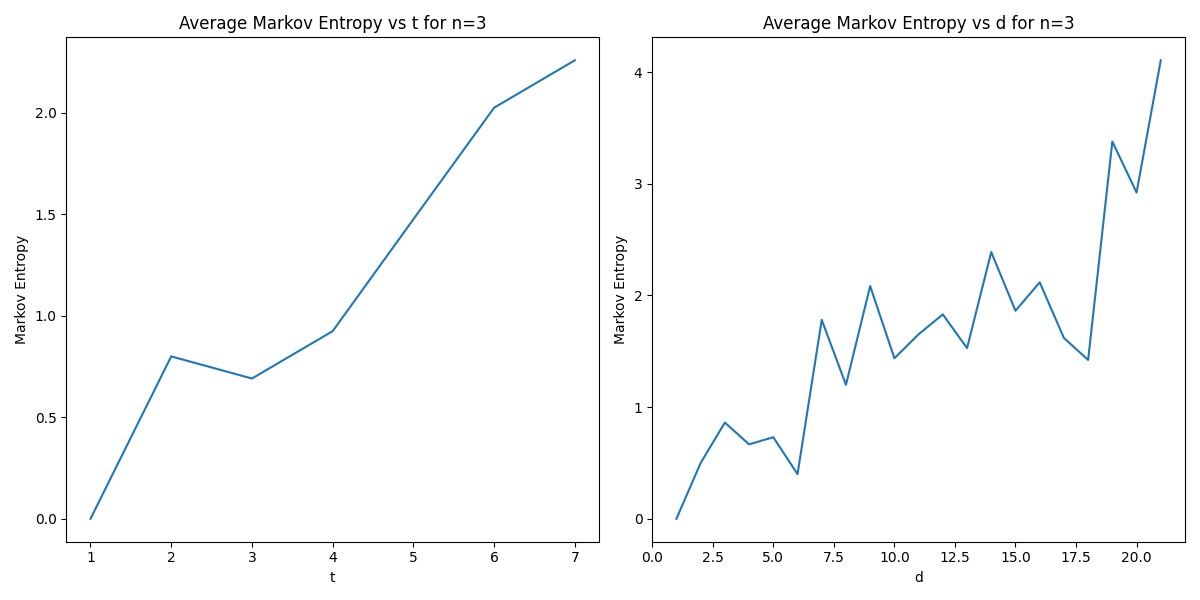 Average Markov Entropy vs t for n=3
Markov Entropy
2.0
1.5
1.0
0.5
0.0
1 2 3 4 5 6 7
t
Average Markov Entropy vs d for n=3
Markov Entropy
4
3
2
1
0
0.0 2.5 5.0 7.5 10.0 12.5 15.0 17.5 20.0
d